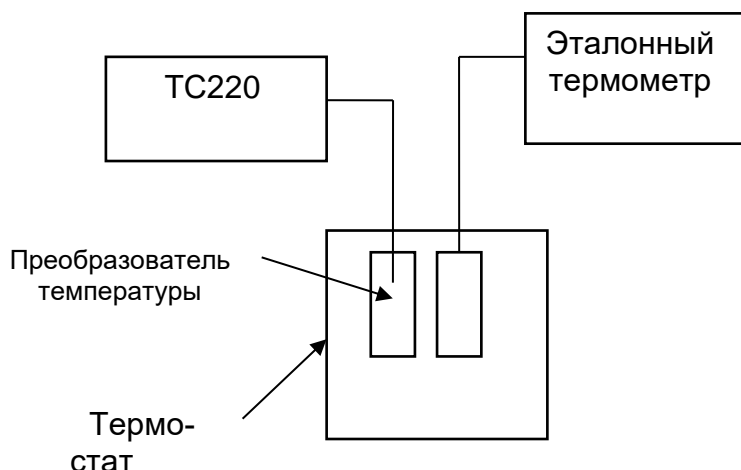 ТС220
Эталонный
термометр
Преобразователь
температуры
Термо-
стат